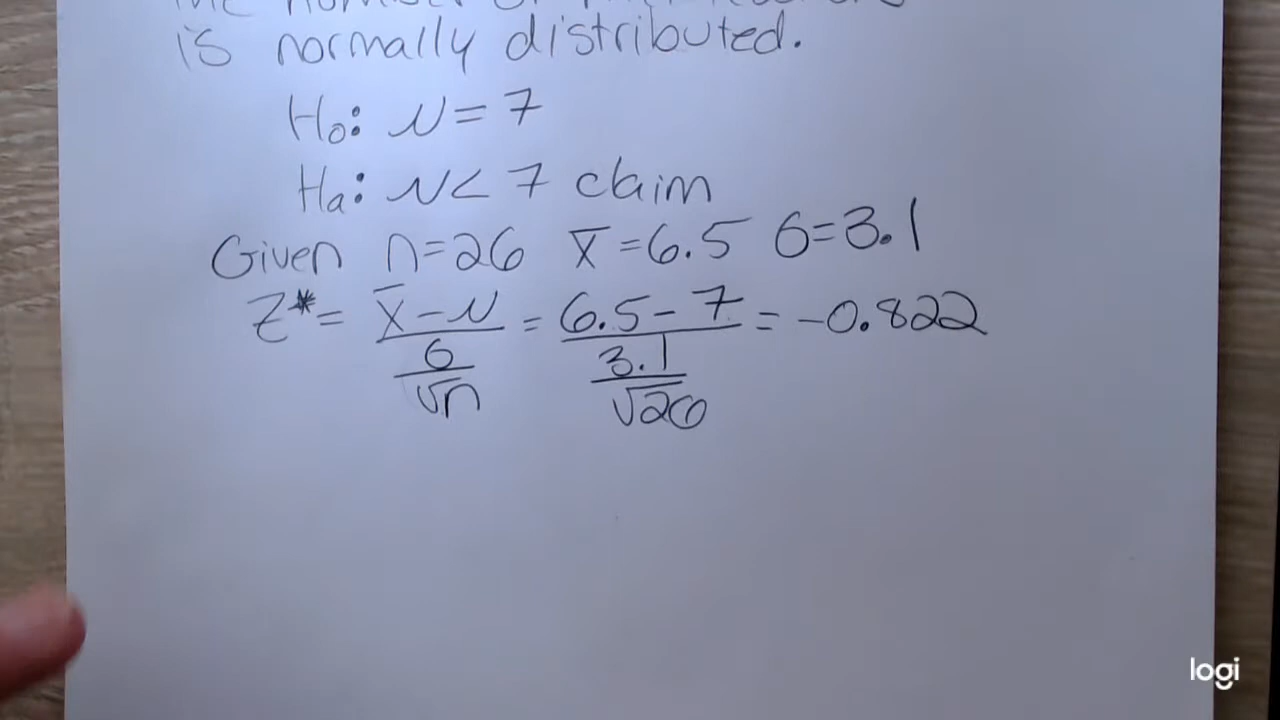 is normally distributed.
H₀: μ = 7
Hₐ: μ < 7 claim
Given n=26 x̄=6.5 σ=3.1
Z* = (x̄ - μ)/(σ/√n) = (6.5 - 7)/(3.1/√26) = -0.822
logi